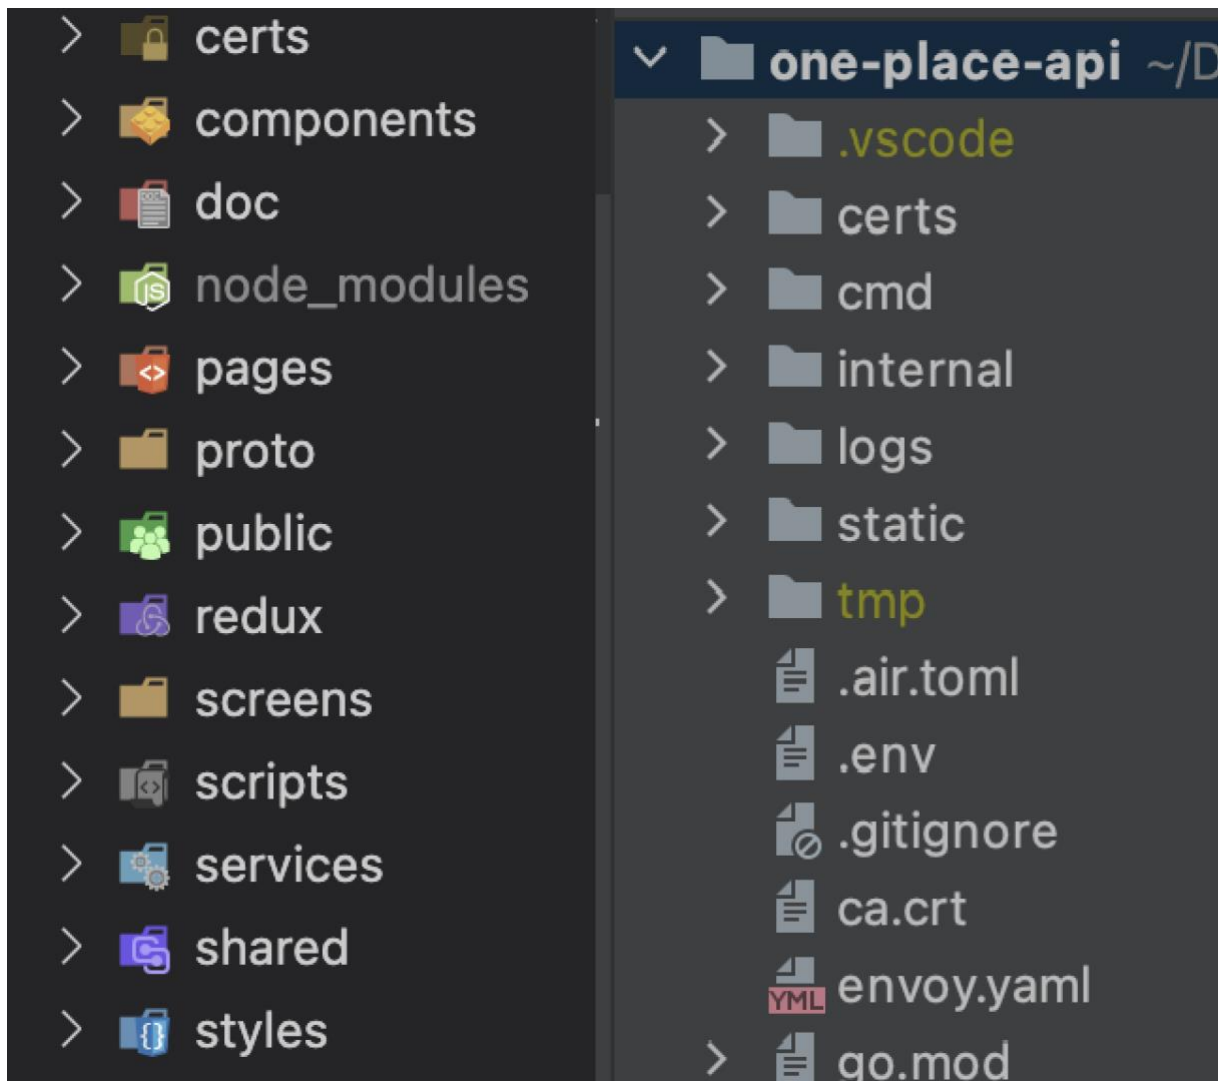 certs
components
doc
node_modules
pages
proto
public
redux
screens
scripts
services
shared
styles
one-place-api ~/D
.vscode
certs
cmd
internal
logs
static
tmp
.air.toml
.env
.gitignore
ca.crt
YML envoy.yaml
go.mod